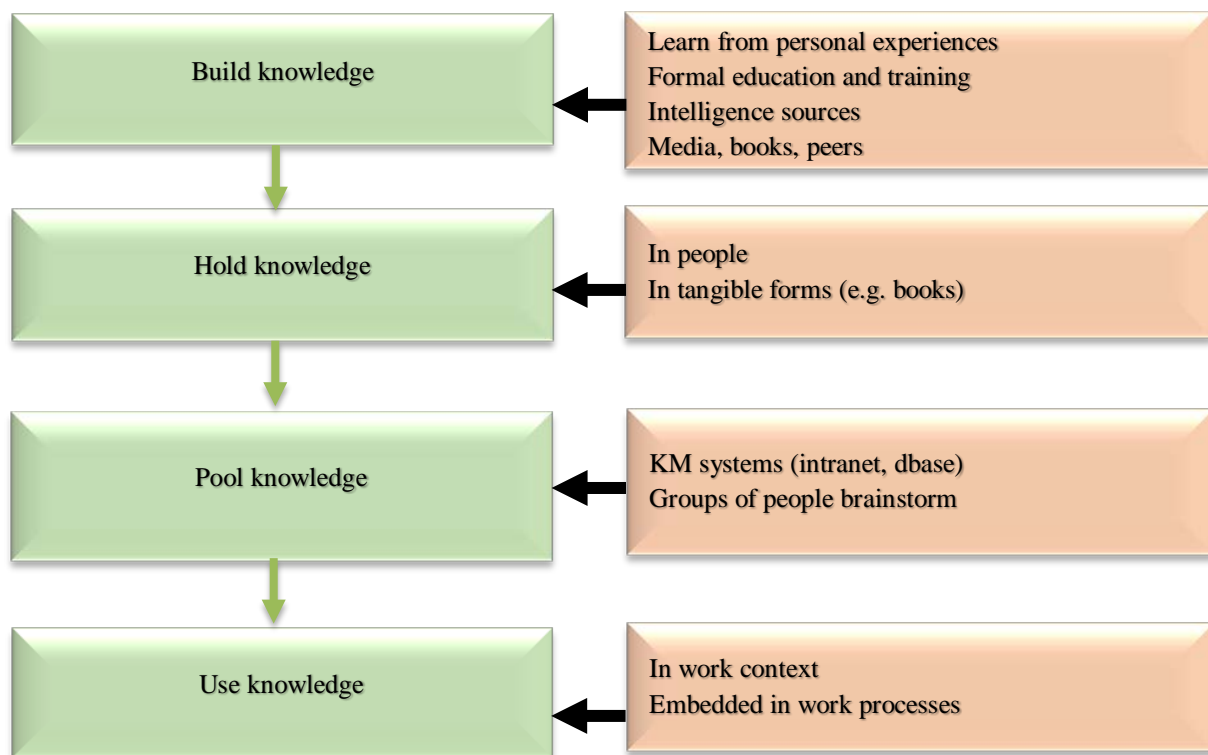 Build knowledge
Learn from personal experiences
Formal education and training
Intelligence sources
Media, books, peers
Hold knowledge
In people
In tangible forms (e.g. books)
Pool knowledge
KM systems (intranet, dbase)
Groups of people brainstorm
Use knowledge
In work context
Embedded in work processes